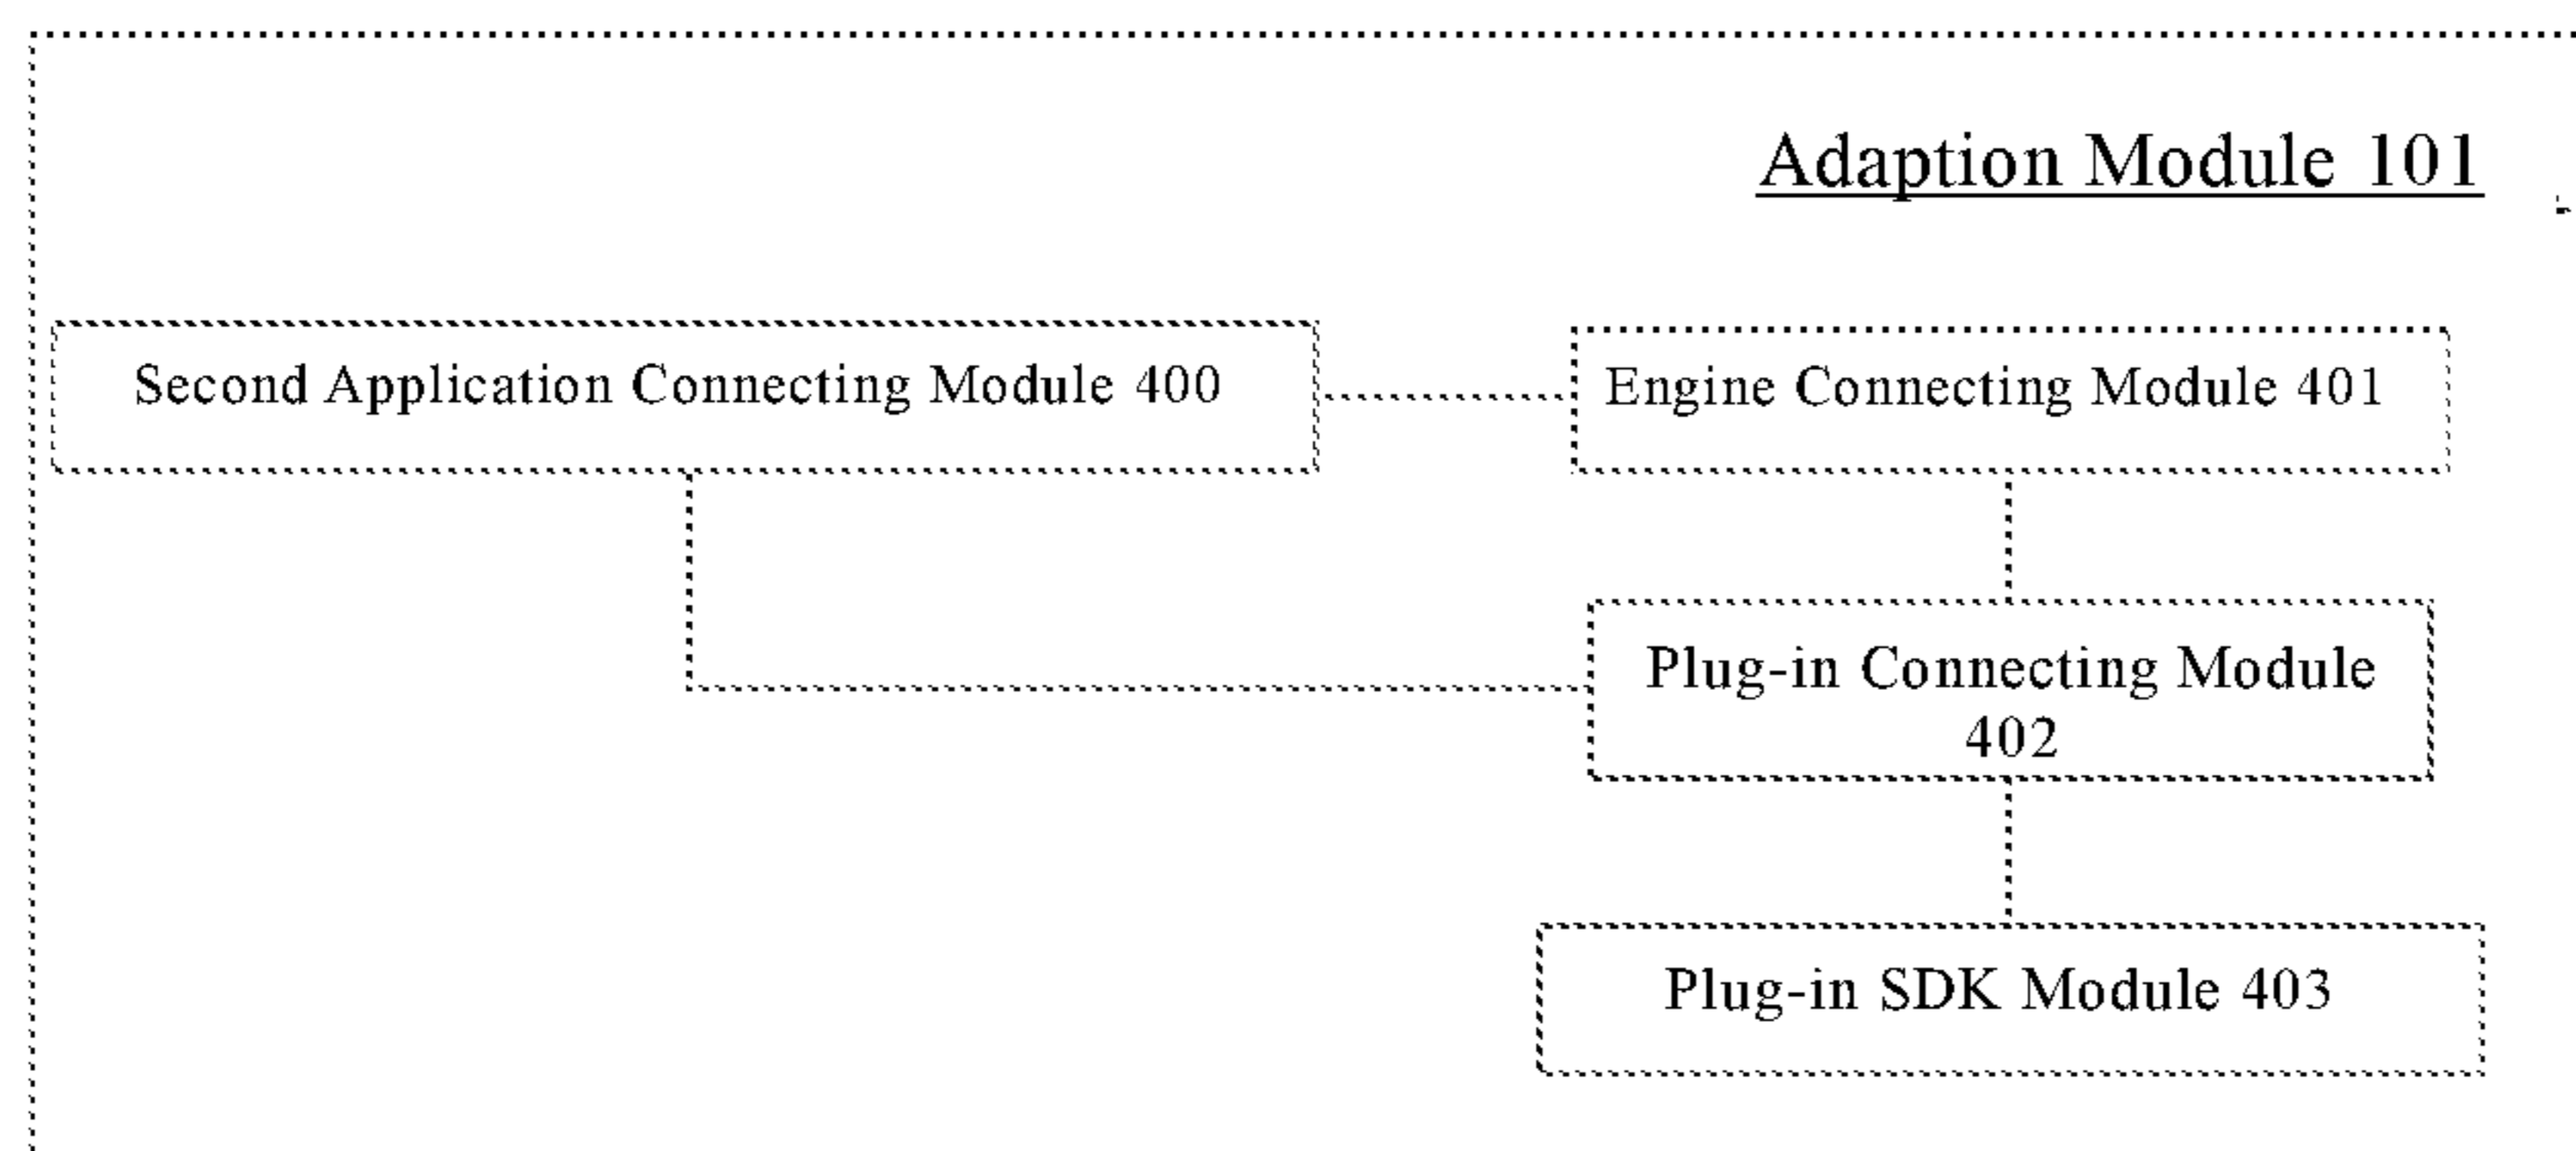 Adaption Module 101
Second Application Connecting Module 400
Engine Connecting Module 401
Plug-in Connecting Module
402
Plug-in SDK Module 403